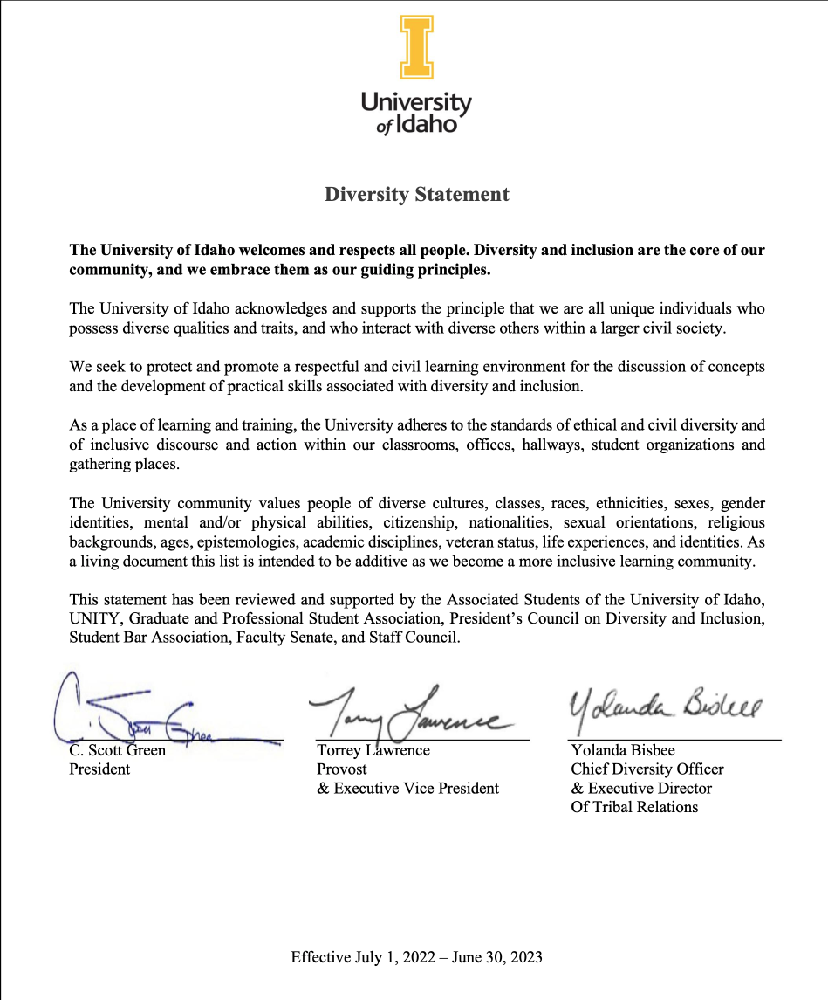 I
University
of Idaho
Diversity Statement
The University of Idaho welcomes and respects all people. Diversity and inclusion are the core of our
community, and we embrace them as our guiding principles.
The University of Idaho acknowledges and supports the principle that we are all unique individuals who
possess diverse qualities and traits, and who interact with diverse others within a larger civil society.
We seek to protect and promote a respectful and civil learning environment for the discussion of concepts
and the development of practical skills associated with diversity and inclusion.
As a place of learning and training, the University adheres to the standards of ethical and civil diversity and
of inclusive discourse and action within our classrooms, offices, hallways, student organizations and
gathering places.
The University community values people of diverse cultures, classes, races, ethnicities, sexes, gender
identities, mental and/or physical abilities, citizenship, nationalities, sexual orientations, religious
backgrounds, ages, epistemologies, academic disciplines, veteran status, life experiences, and identities. As
a living document this list is intended to be additive as we become a more inclusive learning community.
This statement has been reviewed and supported by the Associated Students of the University of Idaho,
UNITY, Graduate and Professional Student Association, President’s Council on Diversity and Inclusion,
Student Bar Association, Faculty Senate, and Staff Council.
C. Scott Green
Torrey Lawrence
Yolanda Bisbee
C. Scott Green
President
Torrey Lawrence
Provost
& Executive Vice President
Yolanda Bisbee
Chief Diversity Officer
& Executive Director
Of Tribal Relations
Effective July 1, 2022 – June 30, 2023